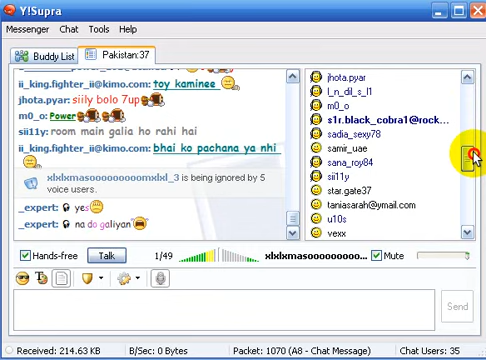 Y!Supra
Messenger Chat Tools Help
Buddy List Pakistan:37
ii_king.fighter_ii@kimo.com: toy kaminee
jhota.pyar: siily bolo 7up
m0_o: Power
sii11y: room main galia ho rahi hai
ii_king.fighter_ii@kimo.com: bhai ko pachana ya nhi
is being ignored by 5
voice users.
_expert: yes
_expert: na do galiyan
jhota.pyar
l_n_dil_s_l1
m0_o
s1r.black_cobra1@rock...
sadia_sexy78
samir_uae
sana_roy84
sii11y
star.gate37
taniasarah@ymail.com
u10s
vexx
Hands-free Talk 1/49 Mute
Send
Received: 214.63 KB B/Sec: 0 Bytes Packet: 1070 (A8 - Chat Message) Chat Users: 35